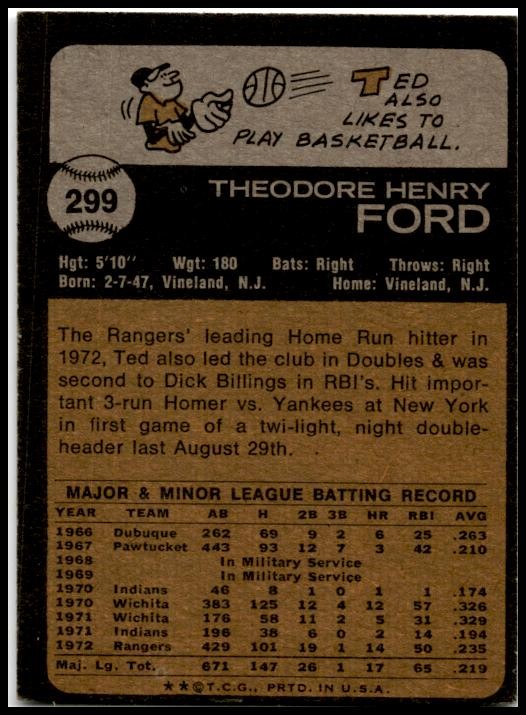 TED
ALSO
LIKES TO
PLAY BASKETBALL.
299
THEODORE HENRY
FORD
Hgt: 5'10" Wgt: 180 Bats: Right Throws: Right
Born: 2-7-47, Vineland, N.J. Home: Vineland, N.J.
The Rangers' leading Home Run hitter in
1972, Ted also led the club in Doubles & was
second to Dick Billings in RBI's. Hit impor-
tant 3-run Homer vs. Yankees at New York
in first game of a twi-light, night double-
header last August 29th.
MAJOR & MINOR LEAGUE BATTING RECORD
YEAR TEAM AB H 2B 3B HR RBI AVG
1966 Dubuque 262 69 9 2 6 25 .263
1967 Pawtucket 443 93 12 7 3 42 .210
1968 In Military Service
1969 In Military Service
1970 Indians 46 8 1 0 1 1 .174
1970 Wichita 383 125 12 4 12 57 .326
1971 Wichita 176 58 11 2 5 31 .329
1971 Indians 196 38 6 0 2 14 .194
1972 Rangers 429 101 19 1 14 50 .235
Maj. Lg. Tot. 671 147 26 1 17 65 .219
**©T.C.G., PRTD. IN U.S.A.